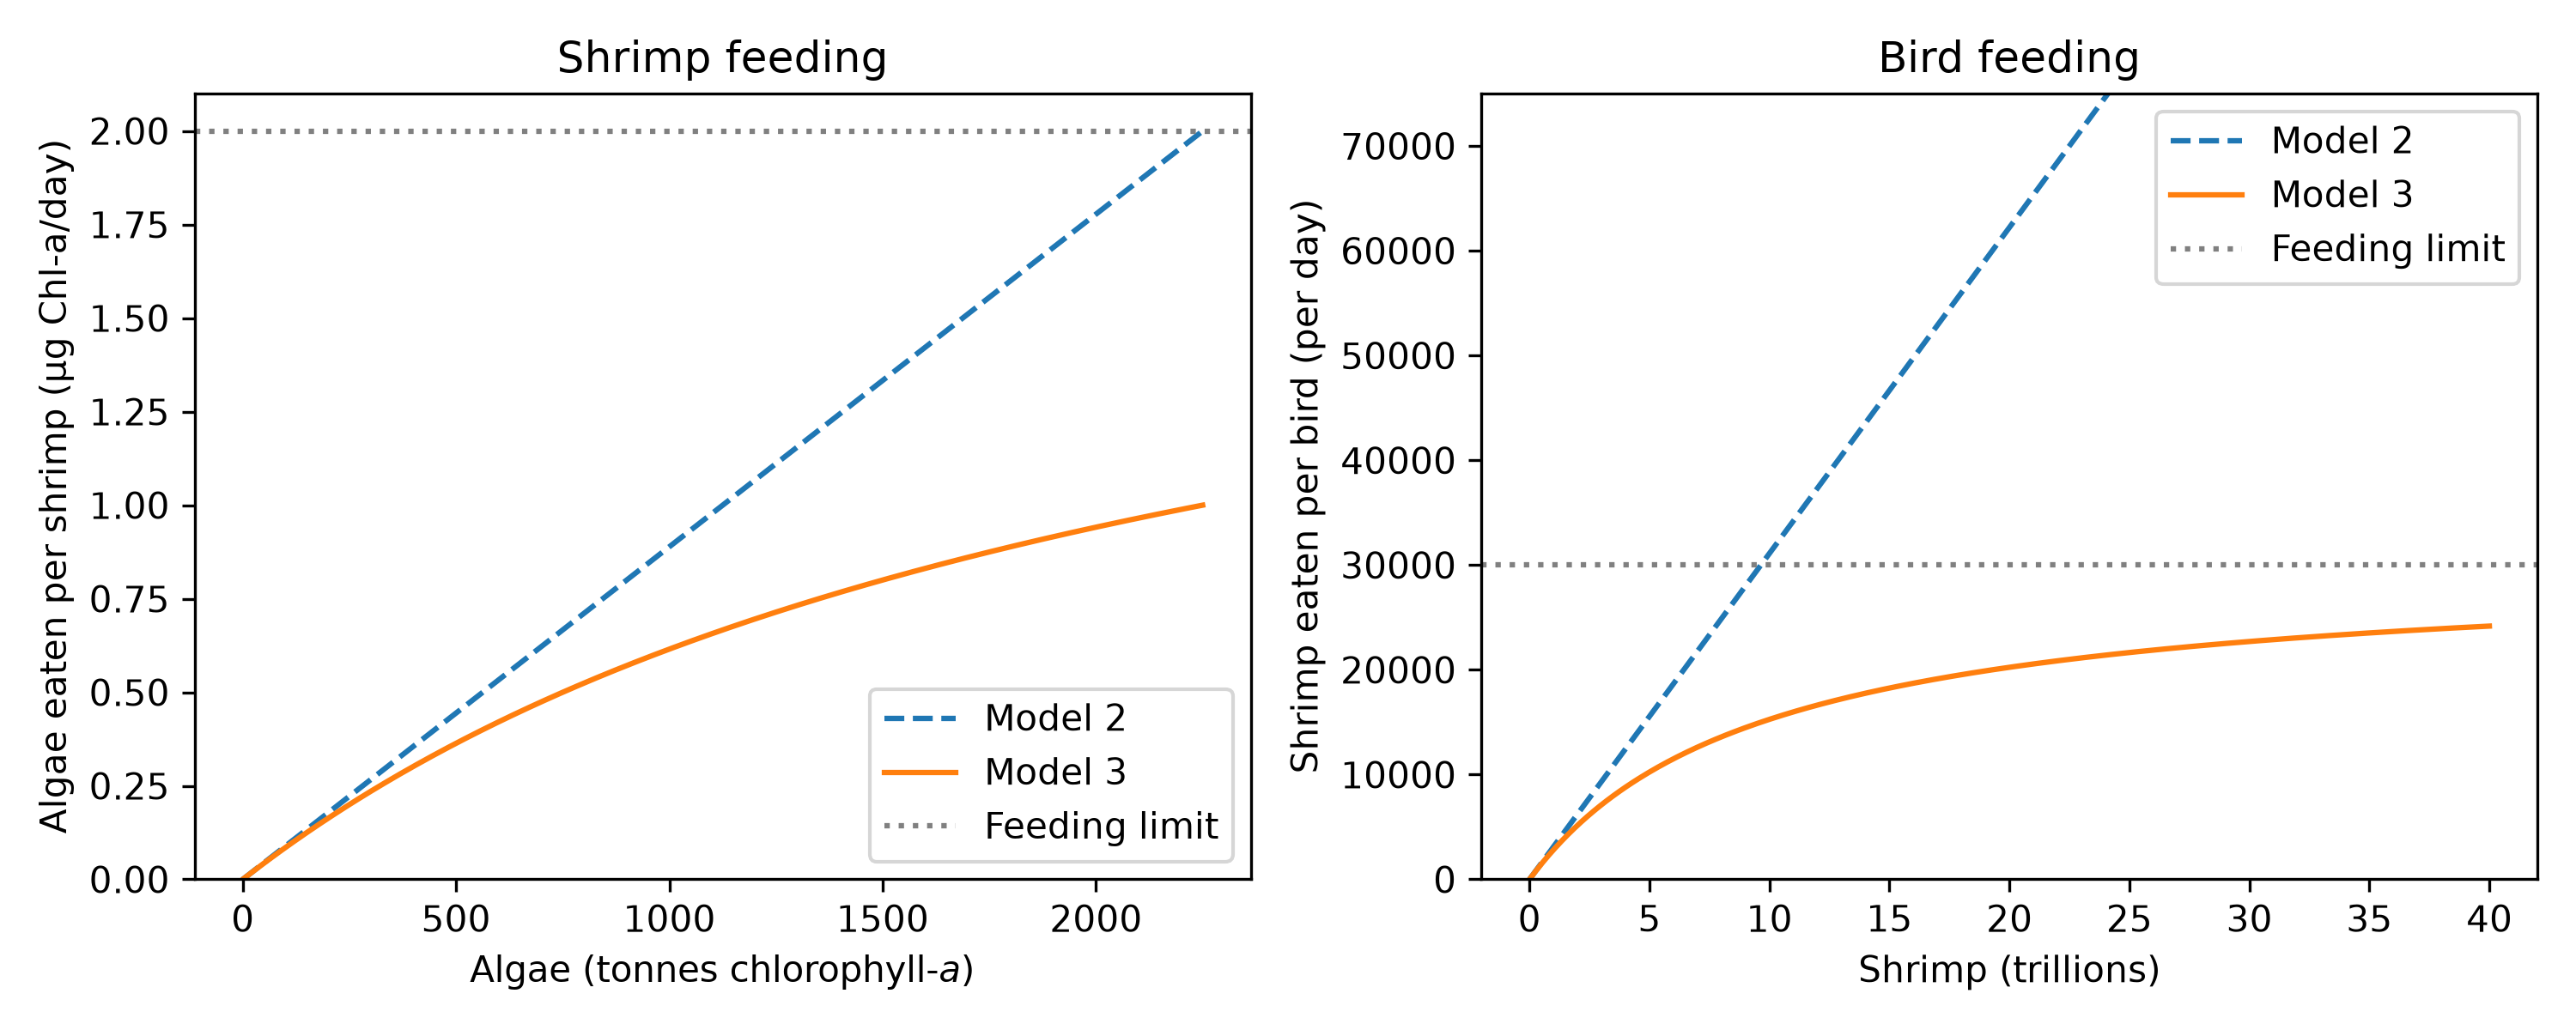 Shrimp feeding
Algae eaten per shrimp (µg Chl-a/day)
2.00
1.75
1.50
1.25
1.00
0.75
0.50
0.25
0.00
0 500 1000 1500 2000
Algae (tonnes chlorophyll-a)
Model 2
Model 3
Feeding limit
Bird feeding
Shrimp eaten per bird (per day)
70000
60000
50000
40000
30000
20000
10000
0
0 5 10 15 20 25 30 35 40
Shrimp (trillions)
Model 2
Model 3
Feeding limit